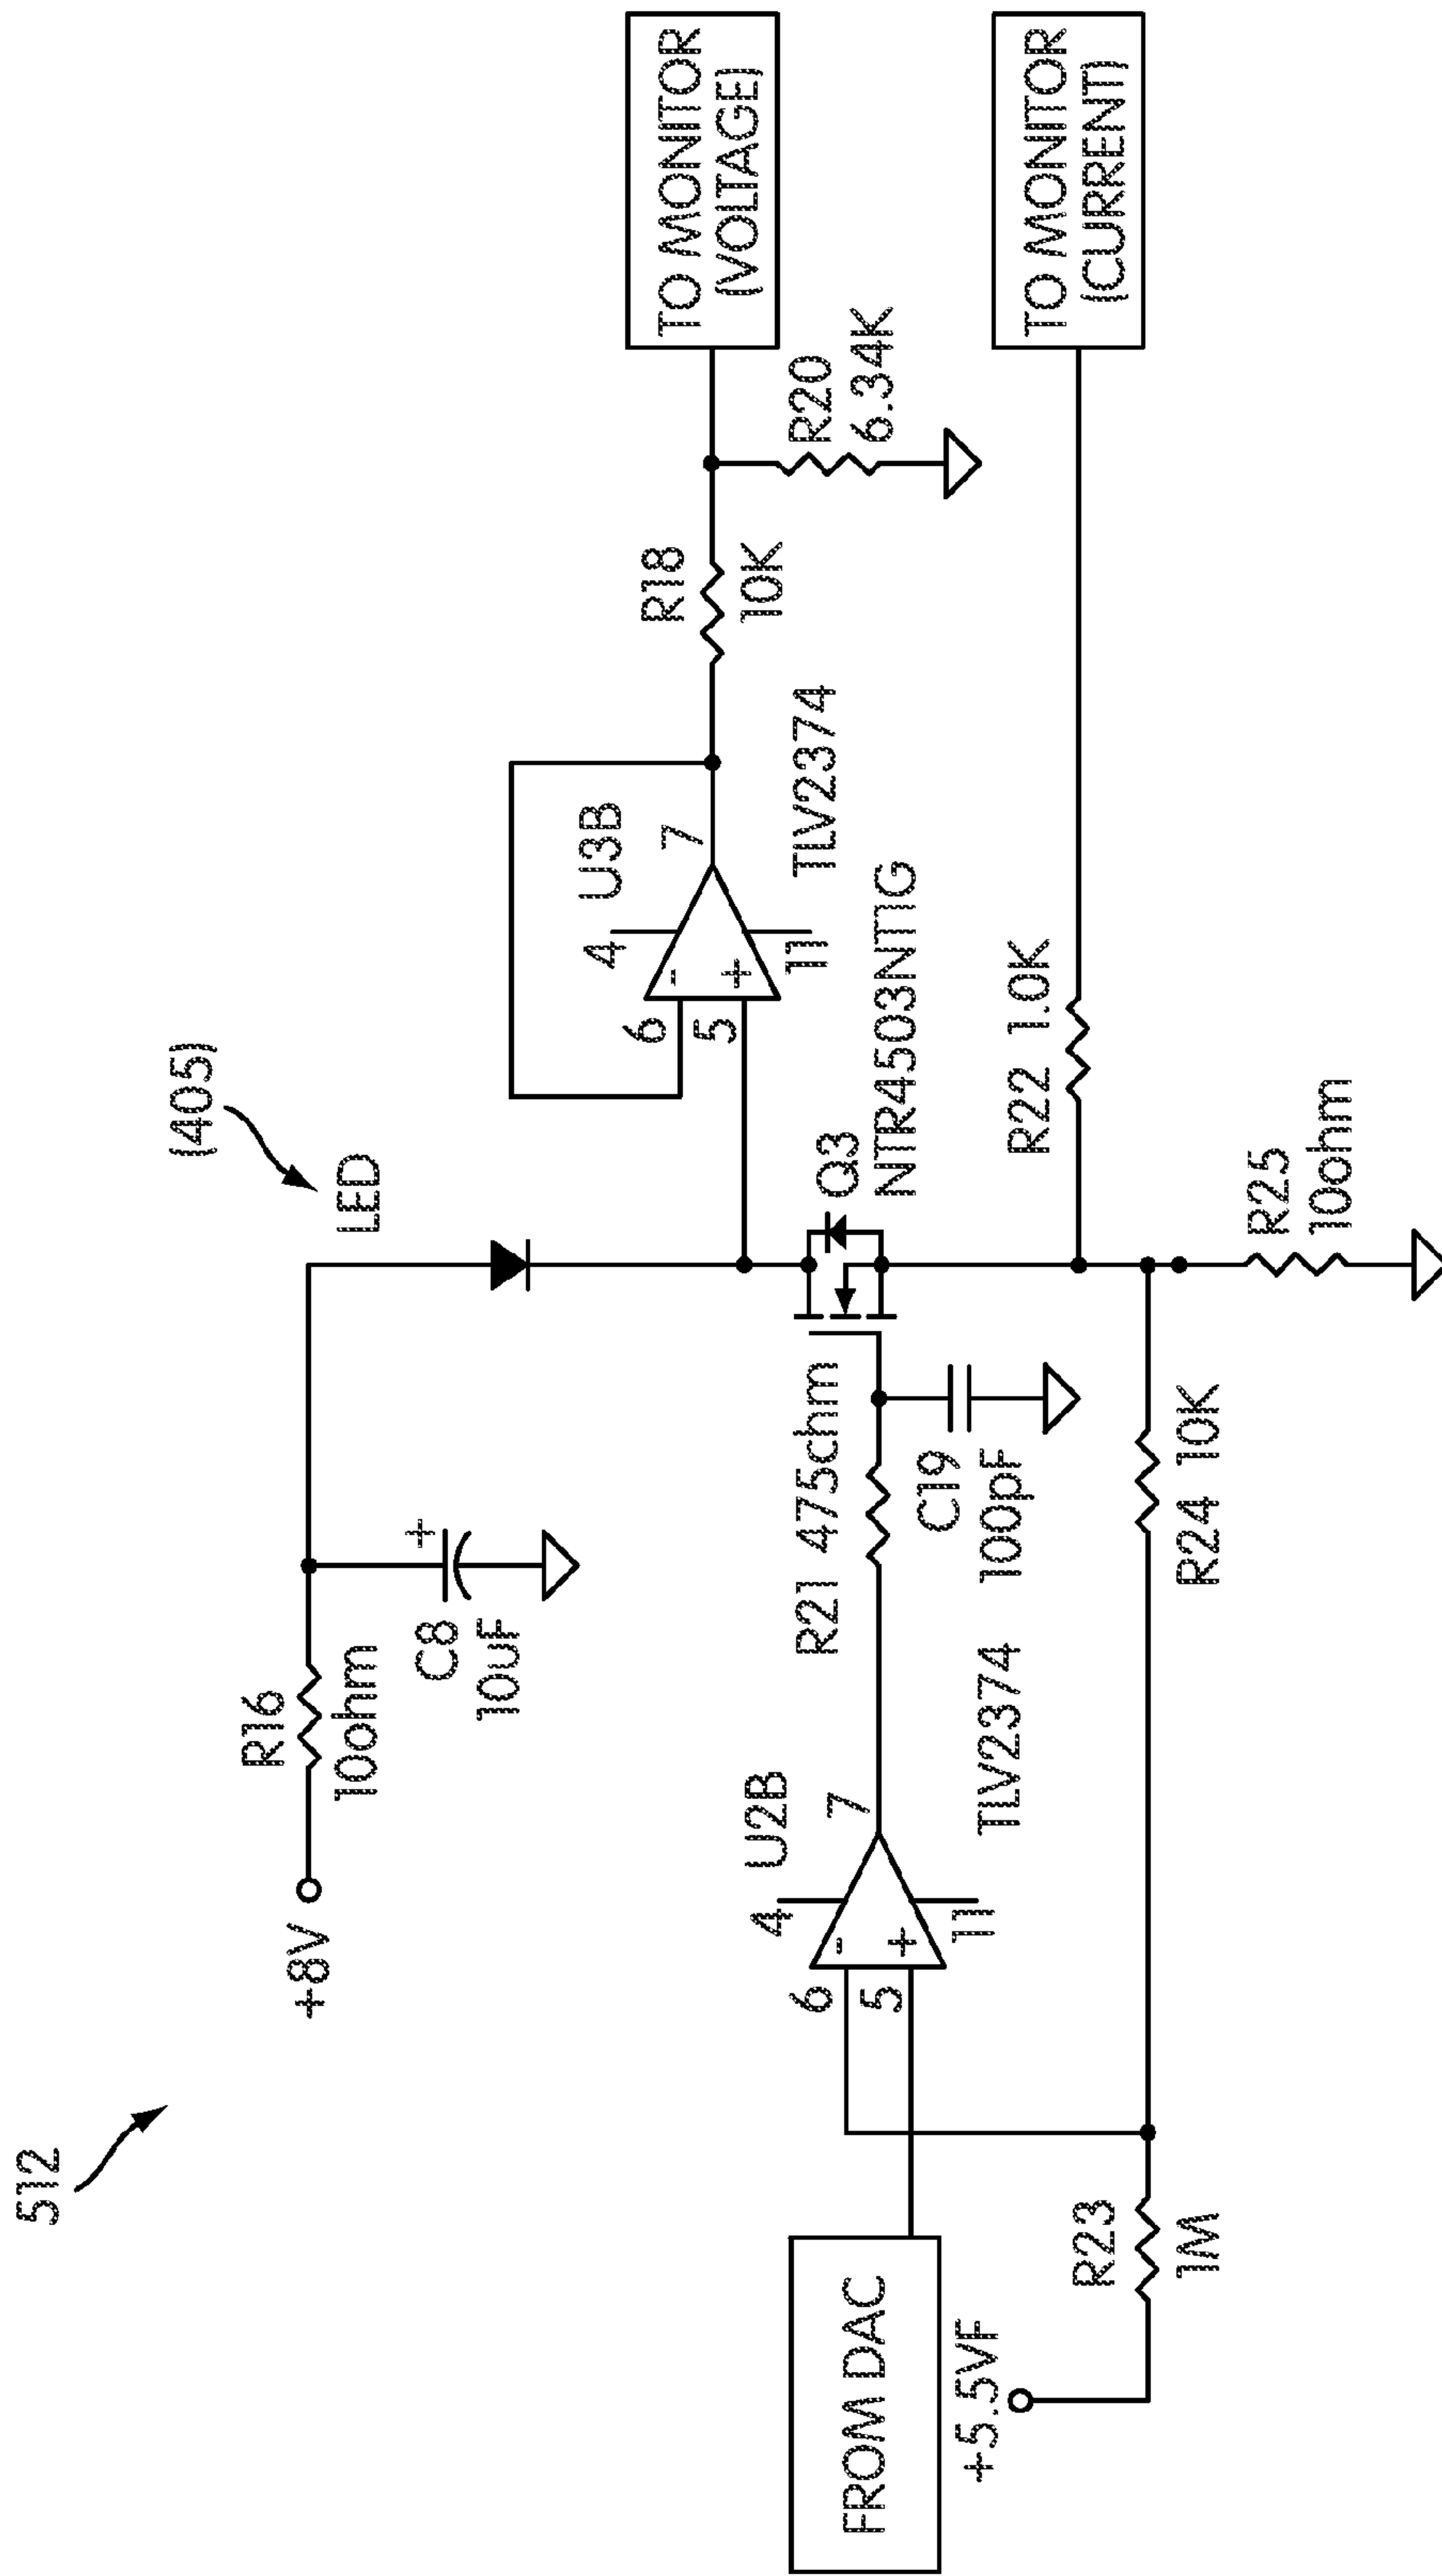 512
(405)
LED
+8V
R16
10ohm
C8
+
10uF
U3B
4
6
7
-
5
+
11
TLV2374
R18
10K
R20
6.34K
TO MONITOR
(VOLTAGE)
FROM DAC
U2B
4
6
7
-
5
+
11
TLV2374
R21 475chm
C19
100pF
Q3
NTR4503NT1G
R22 1.0K
TO MONITOR
(CURRENT)
+5.5VF
R23
1M
R24 10K
R25
10ohm